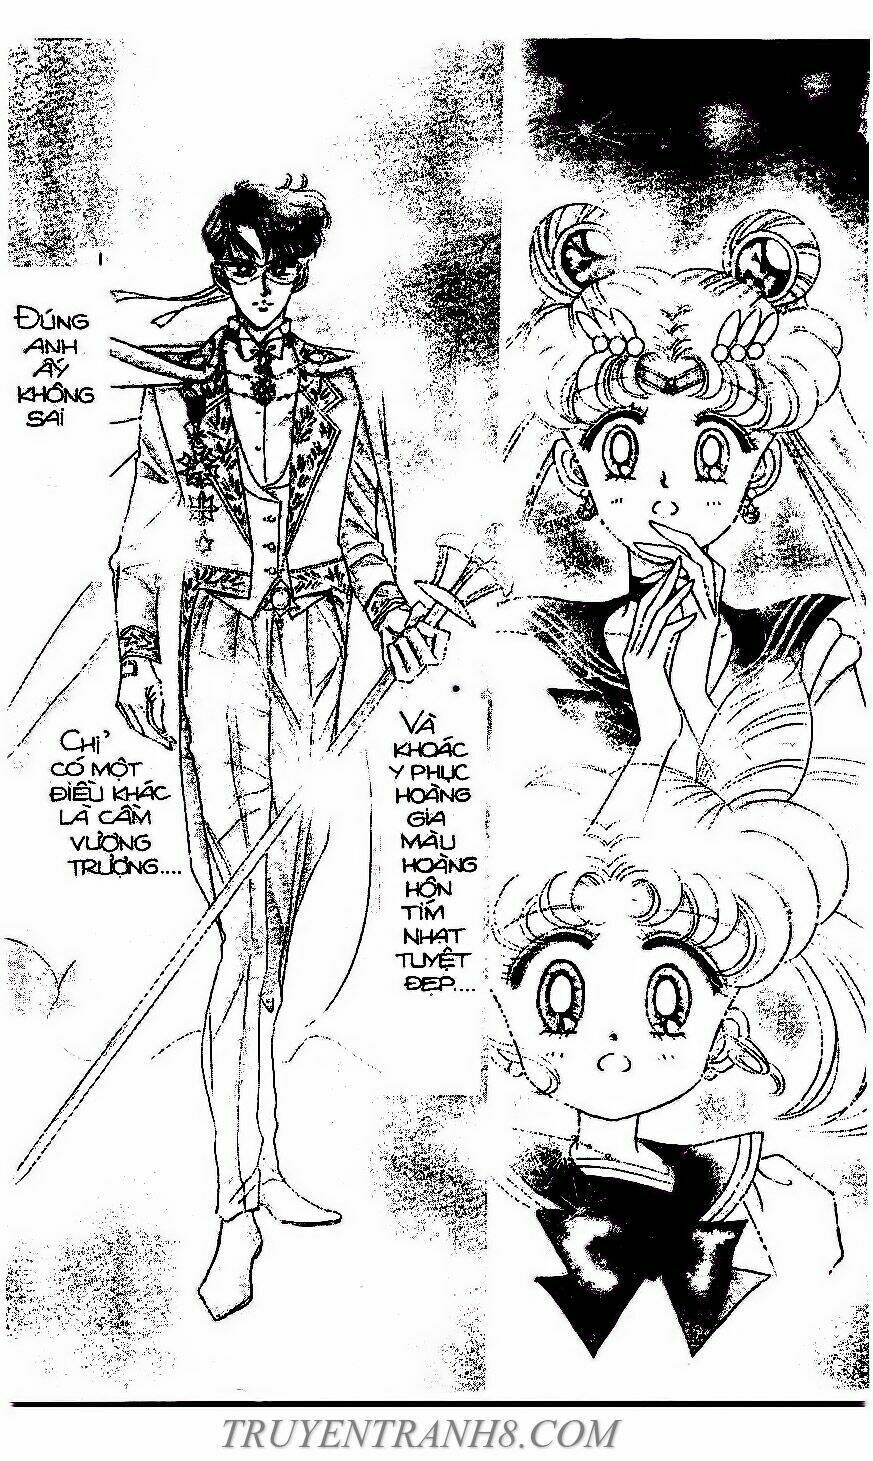 ĐÚNG
ANH
ẤY
KHÔNG
SAI
CHỈ
CÓ MỘT
ĐIỀU KHÁC
LÀ CẦM
VƯỢNG
TRƯỢNG....
VÀ
KHOÁC
Y PHỤC
HOÀNG
GIA
MÀU
HOÀNG
HÔN
TÍM
NHẠT
TUYỆT
ĐẸP....
TRUYENTRANH8.COM